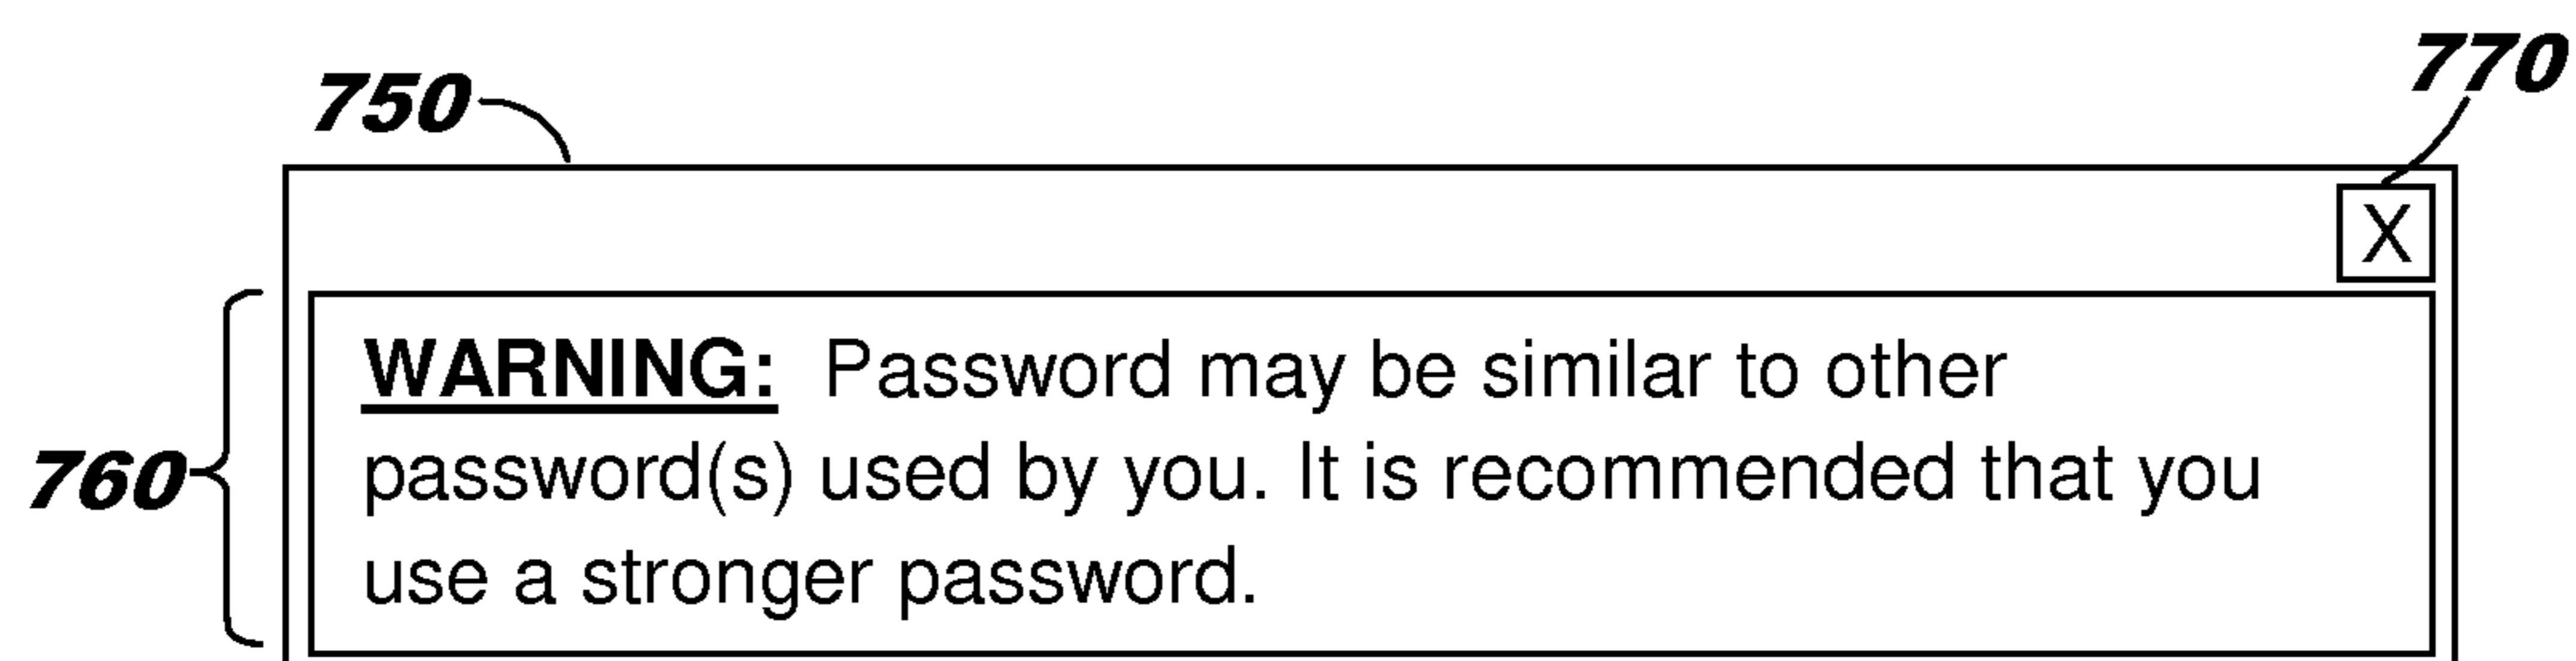 750
770
X
WARNING: Password may be similar to other
password(s) used by you. It is recommended that you
760
use a stronger password.